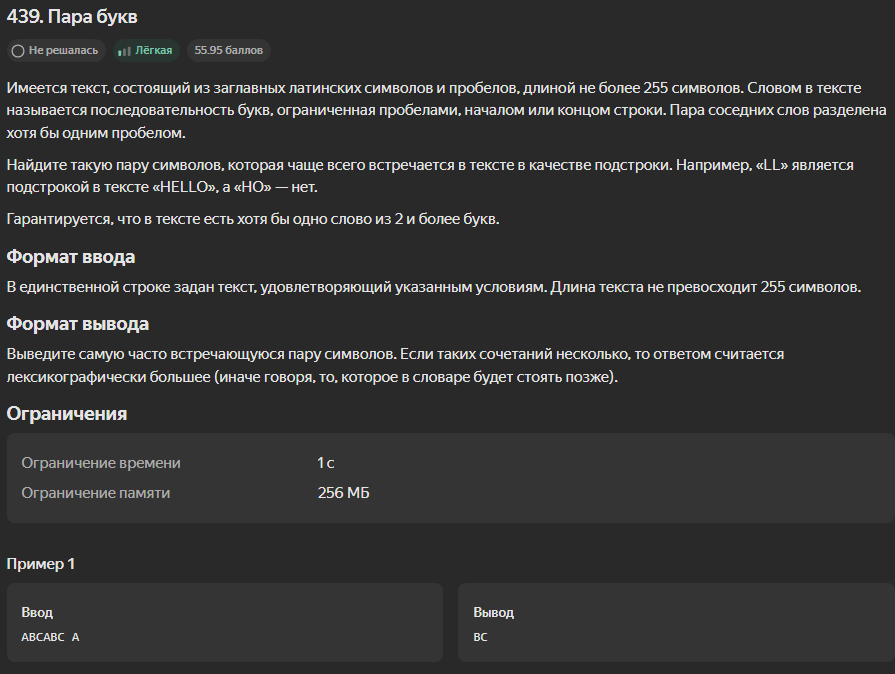 439. Пара букв
Не решалась
Лёгкая
55.95 баллов
Имеется текст, состоящий из заглавных латинских символов и пробелов, длиной не более 255 символов. Словом в тексте
называется последовательность букв, ограниченная пробелами, началом или концом строки. Пара соседних слов разделена
хотя бы одним пробелом.
Найдите такую пару символов, которая чаще всего встречается в тексте в качестве подстроки. Например, «LL» является
подстрокой в тексте «HELLO», а «HO» — нет.
Гарантируется, что в тексте есть хотя бы одно слово из 2 и более букв.
Формат ввода
В единственной строке задан текст, удовлетворяющий указанным условиям. Длина текста не превосходит 255 символов.
Формат вывода
Выведите самую часто встречающуюся пару символов. Если таких сочетаний несколько, то ответом считается
лексикографически большее (иначе говоря, то, которое в словаре будет стоять позже).
Ограничения
Ограничение времени 1 с
Ограничение памяти 256 МБ
Пример 1
Ввод
ABCABC A
Вывод
BC